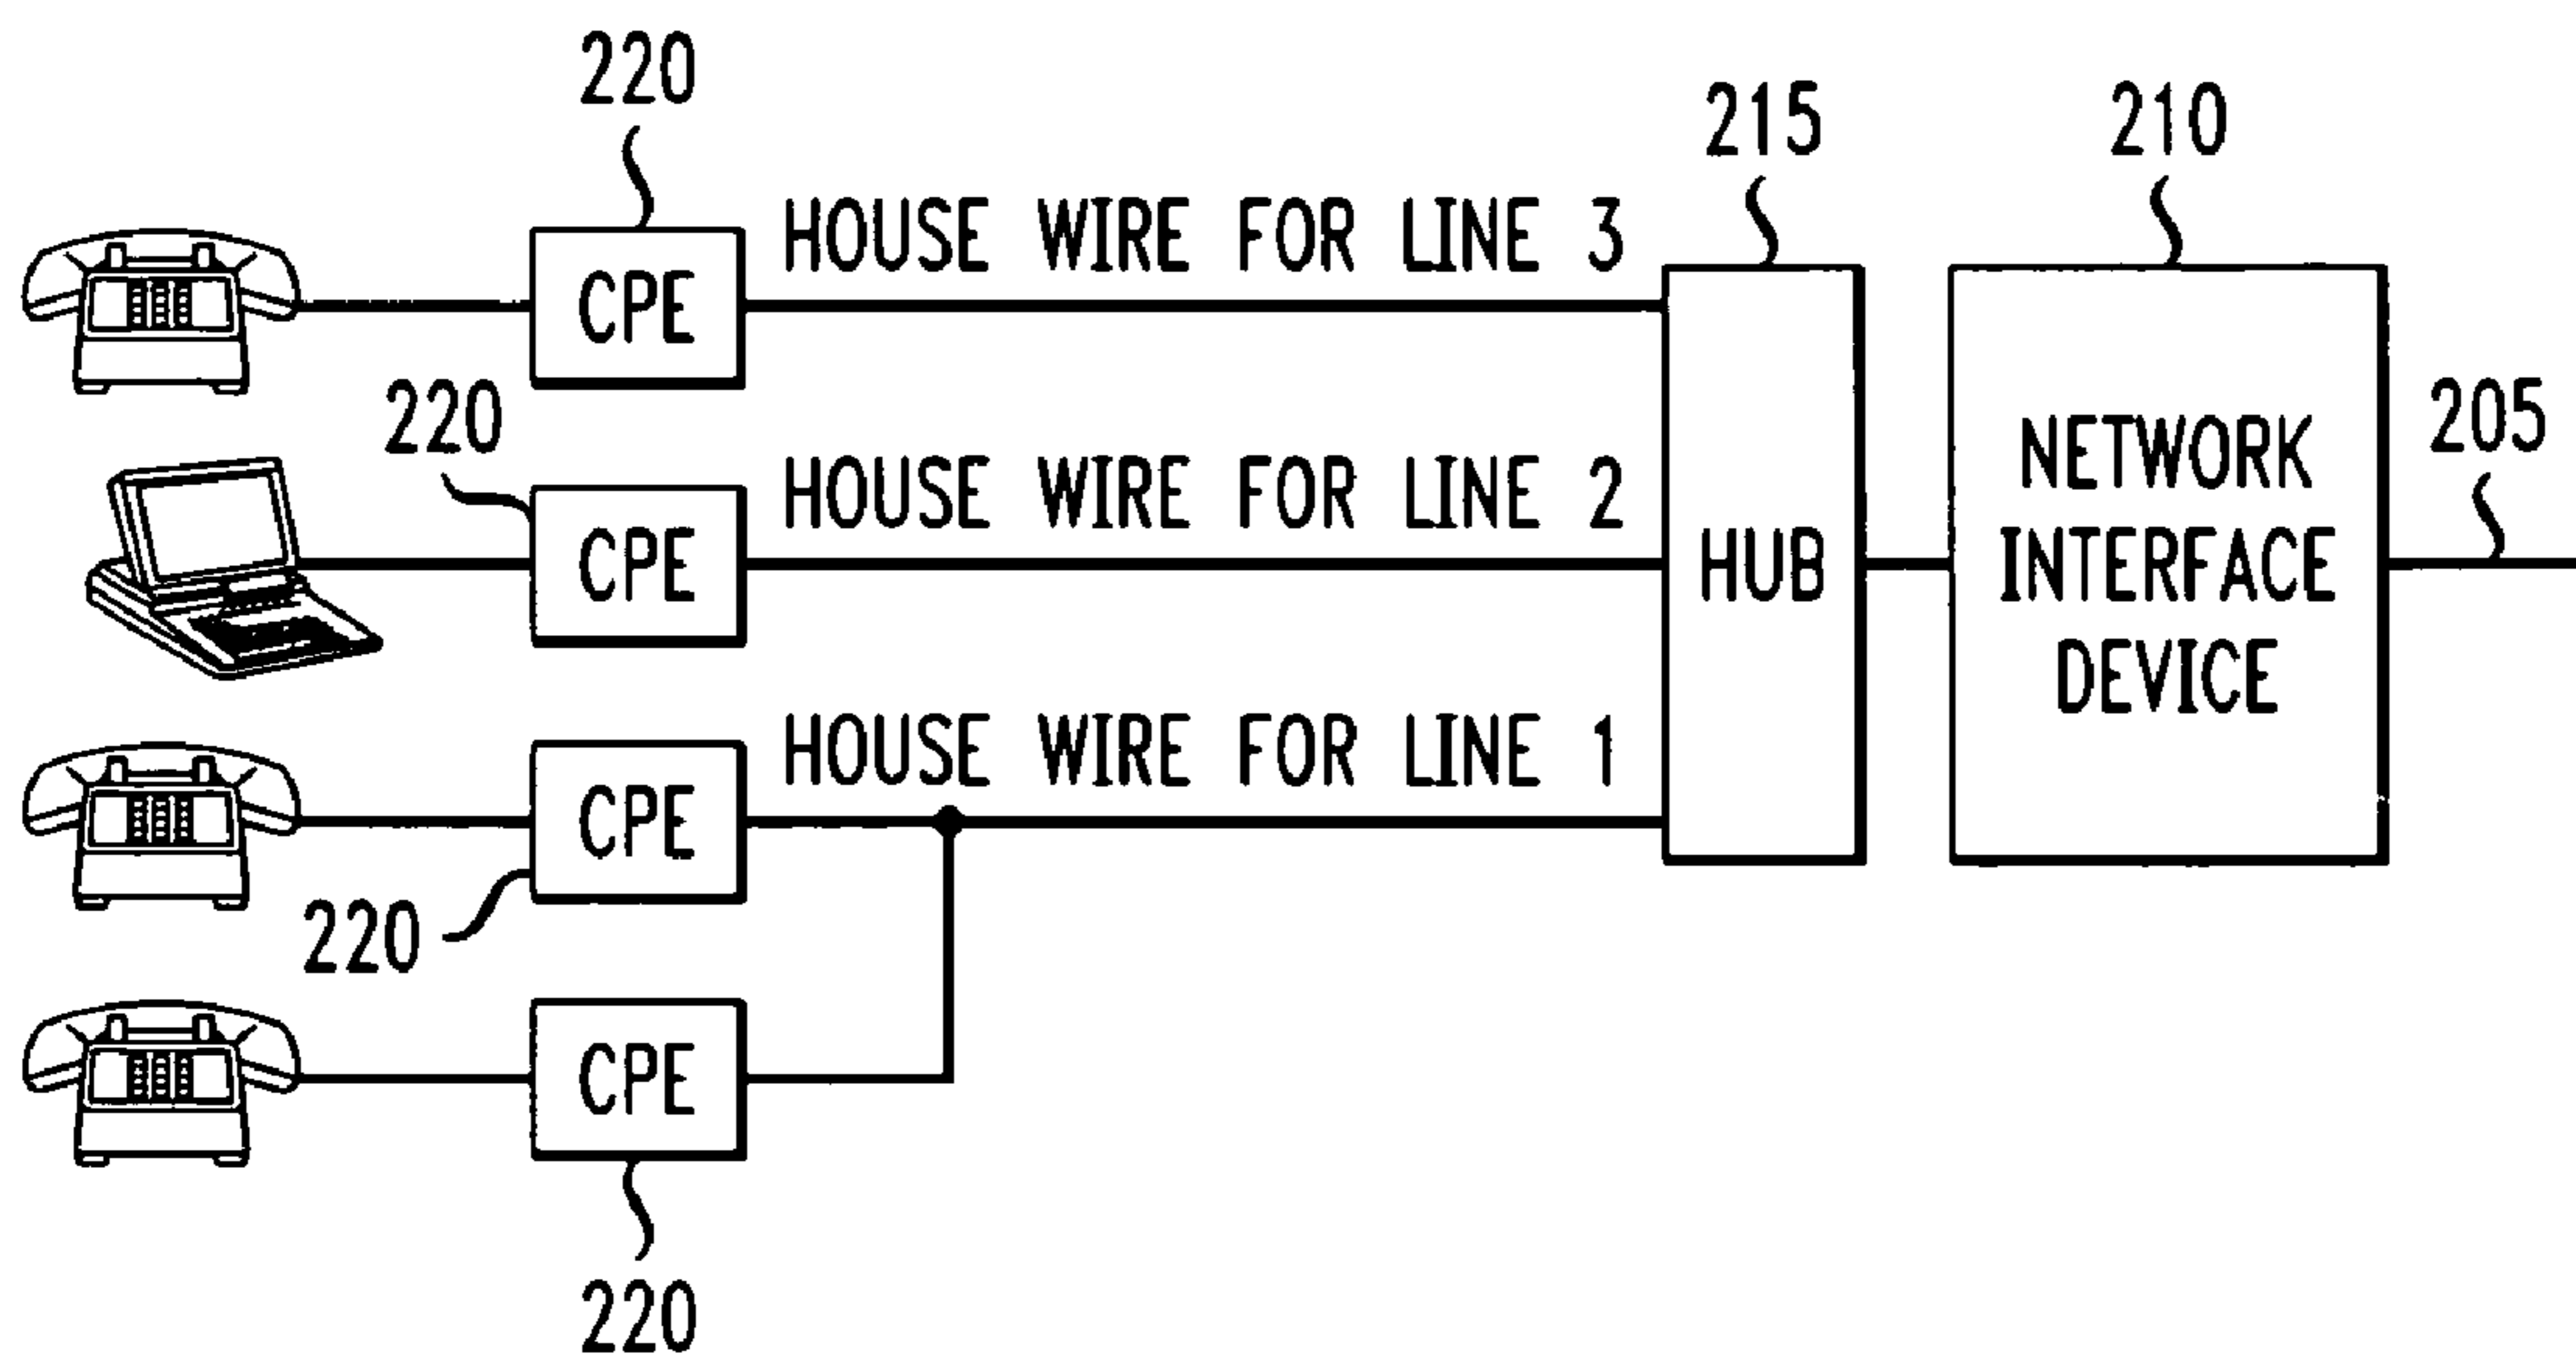 220
215
210
HOUSE WIRE FOR LINE 3
CPE
220
205
HOUSE WIRE FOR LINE 2
CPE
HUB
NETWORK
INTERFACE
DEVICE
HOUSE WIRE FOR LINE 1
CPE
220
CPE
220